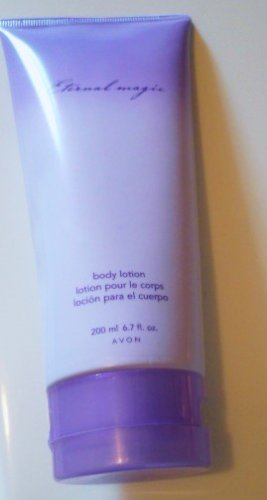 Eternal magic
body lotion
lotion pour le corps
loción para el cuerpo
200 ml 6.7 fl. oz.
AVON